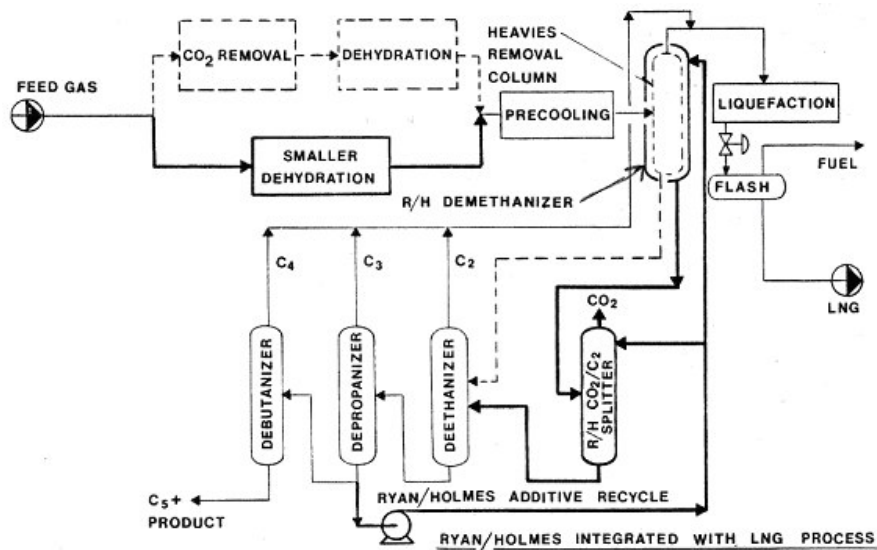 CO₂ REMOVAL
DEHYDRATION
HEAVIES
REMOVAL
COLUMN
FEED GAS
PRECOOLING
LIQUEFACTION
SMALLER
DEHYDRATION
FUEL
FLASH
R/H DEMETHANIZER
C₄
C₃
C₂
CO₂
LNG
DEBUTANIZER
DEPROPANIZER
DEETHANIZER
R/H CO₂/C₂
SPLITTER
C₅+
PRODUCT
RYAN/HOLMES ADDITIVE RECYCLE
RYAN/HOLMES INTEGRATED WITH LNG PROCESS